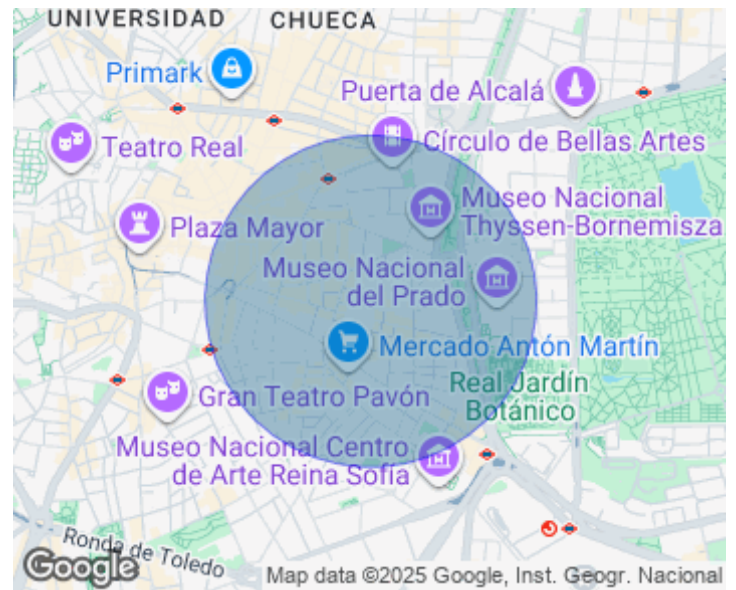 UNIVERSIDAD
CHUECA
Primark
Puerta de Alcalá
Teatro Real
Círculo de Bellas Artes
Museo Nacional
Thyssen-Bornemisza
Plaza Mayor
Museo Nacional
del Prado
Mercado Antón Martín
Real Jardín
Botánico
Gran Teatro Pavón
Museo Nacional Centro
de Arte Reina Sofía
Ronda de Toledo
Google
Map data ©2025 Google, Inst. Geogr. Nacional